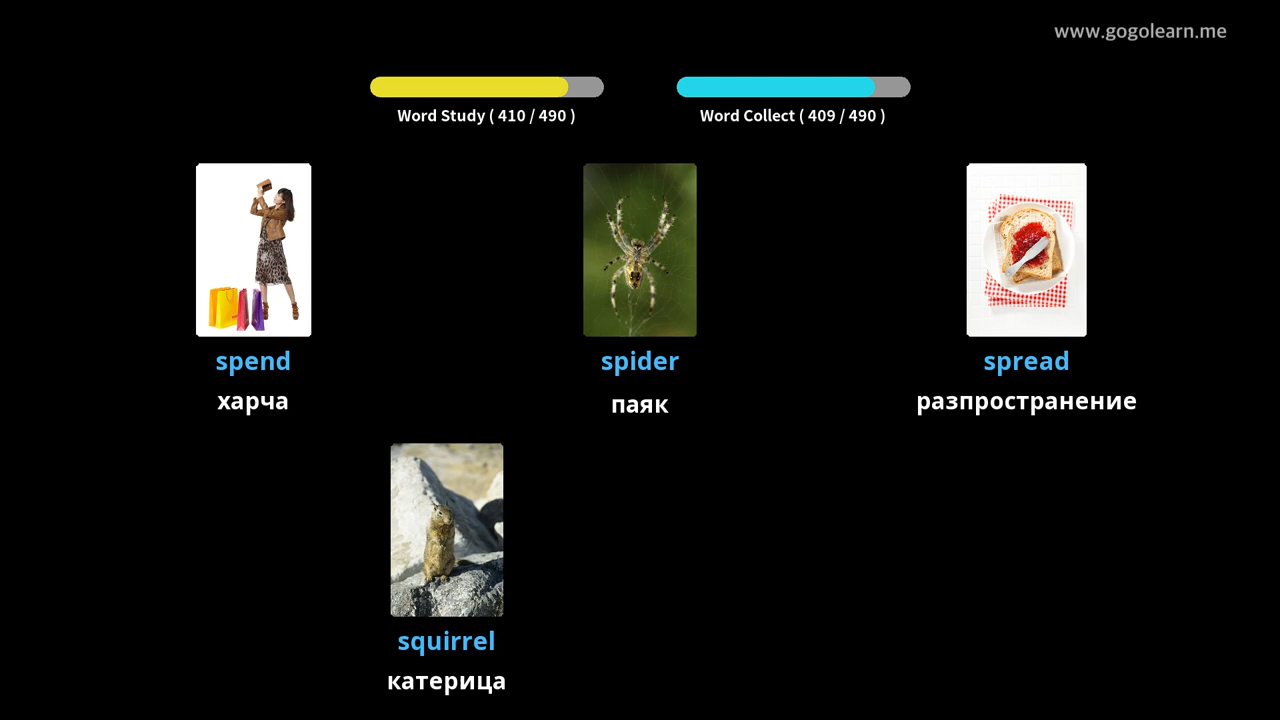 www.gogolearn.me
Word Study ( 410 / 490 )
Word Collect ( 409 / 490 )
spend
харча
spider
паяк
spread
разпространение
squirrel
катерица